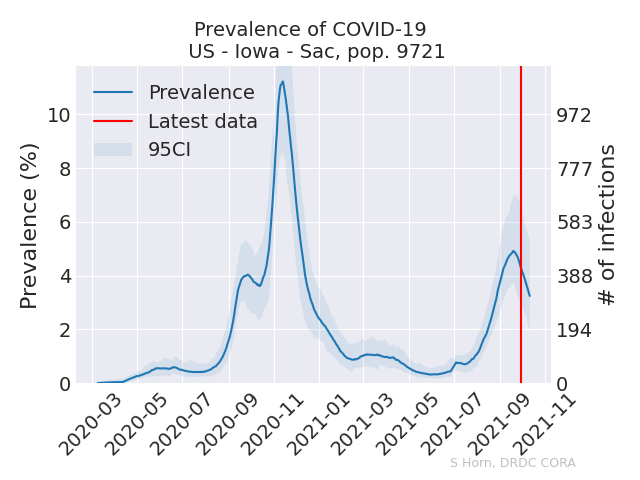 Prevalence of COVID-19
US - Iowa - Sac, pop. 9721
Prevalence
Latest data
95CI
Prevalence (%)
10
8
6
4
2
0
972
777
583
388
194
0
# of infections
2020-03
2020-05
2020-07
2020-09
2020-11
2021-01
2021-03
2021-05
2021-07
2021-09
2021-11
S Horn, DRDC CORA